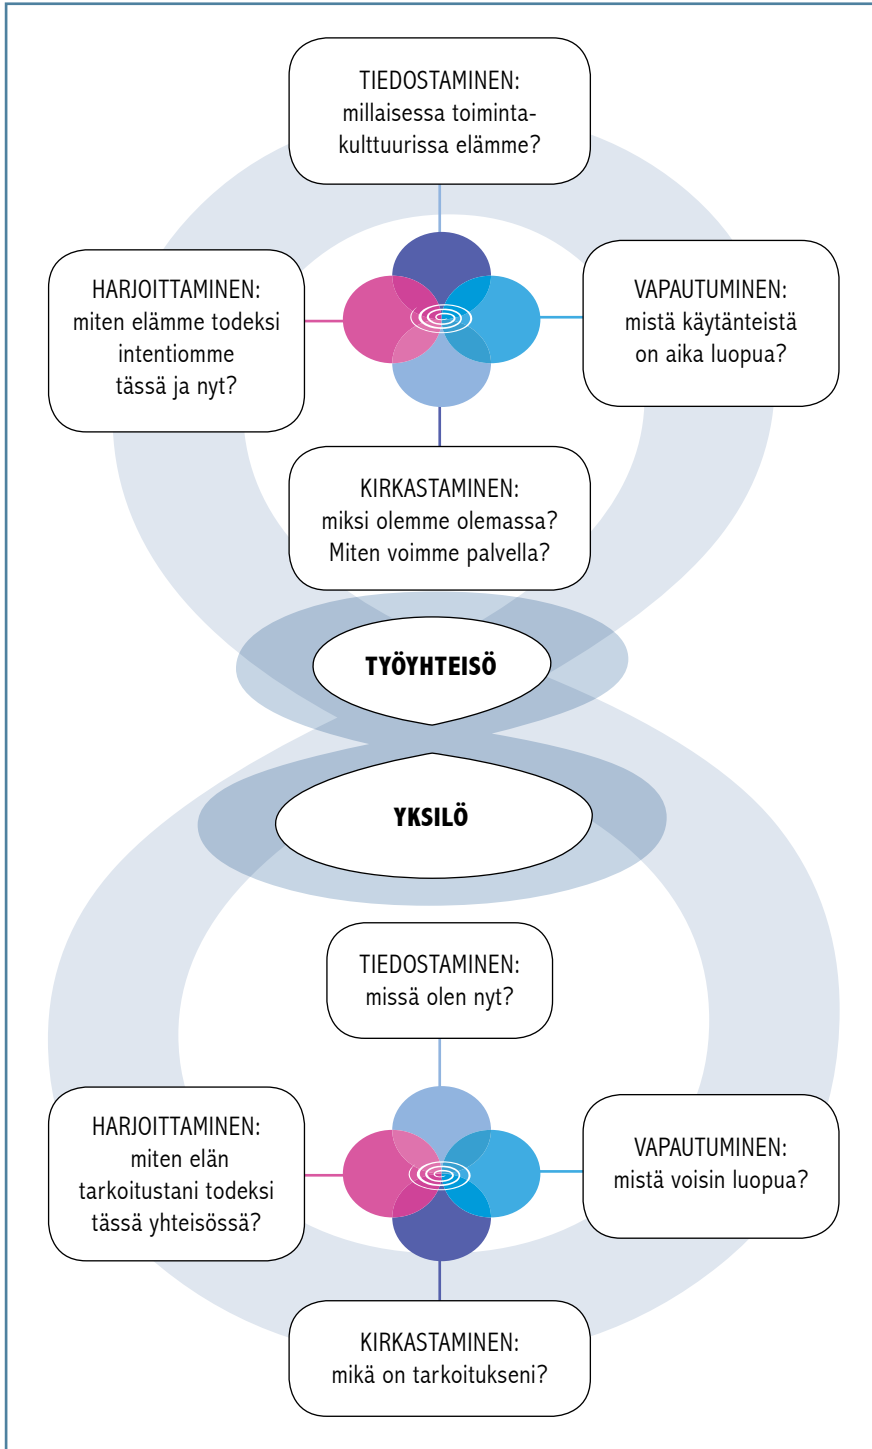 TIEDOSTAMINEN:
millaisessa toiminta-
kulttuurissa elämme?
HARJOITTAMINEN:
miten elämme todeksi
intentiomme
tässä ja nyt?
VAPAUTUMINEN:
mistä käytänteistä
on aika luopua?
KIRKASTAMINEN:
miksi olemme olemassa?
Miten voimme palvella?
TYÖYHTEISÖ
YKSILÖ
TIEDOSTAMINEN:
missä olen nyt?
HARJOITTAMINEN:
miten elän
tarkoitustani todeksi
tässä yhteisössä?
VAPAUTUMINEN:
mistä voisin luopua?
KIRKASTAMINEN:
mikä on tarkoitukseni?